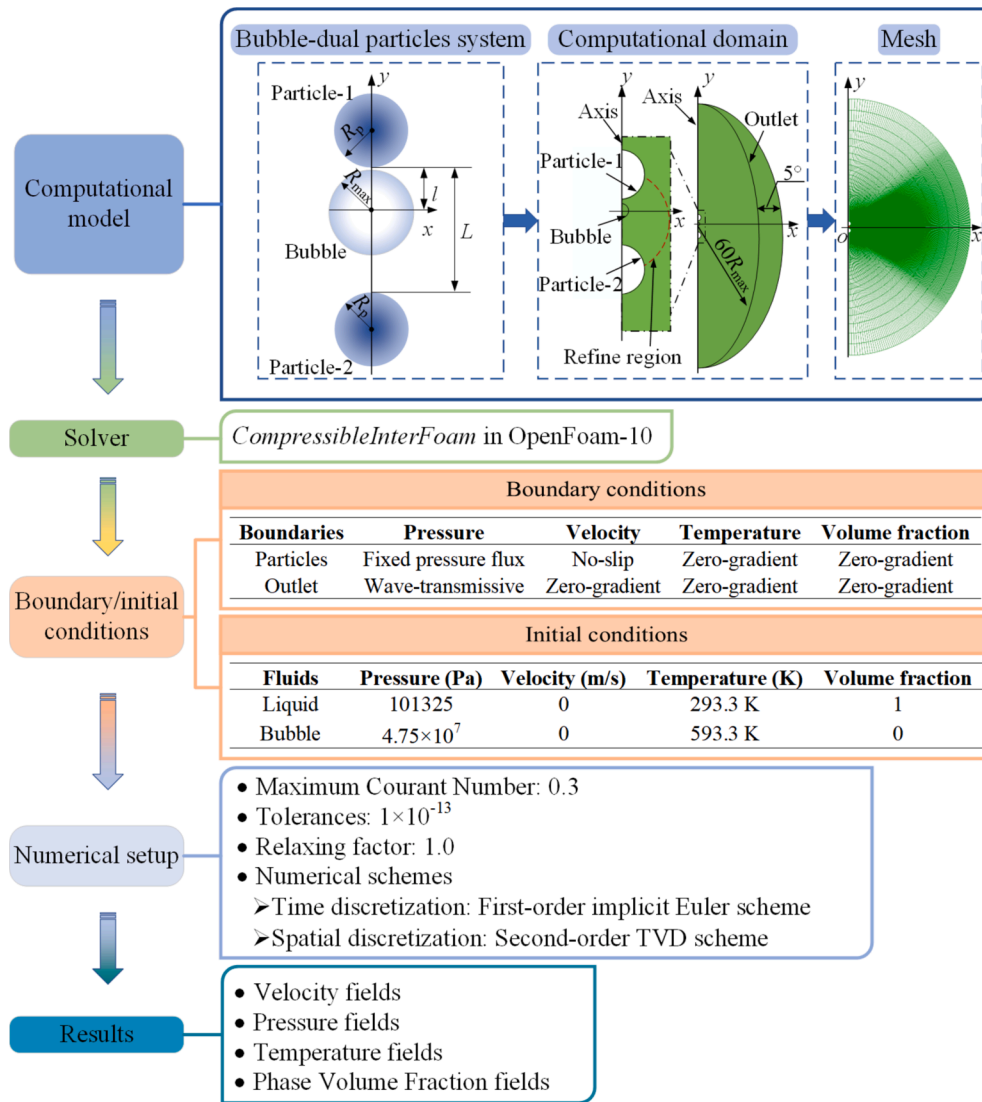 Computational model
Bubble-dual particles system
y
Particle-1
Rp
Rmax
l
x
L
Bubble
Rp
Particle-2
Computational domain
y
y
Axis
Axis
Outlet
Particle-1
5°
x
x
Bubble
60Rmax
Particle-2
Refine region
Mesh
y
o
x
Solver
CompressibleInterFoam in OpenFoam-10
Boundary/initial conditions
Boundary conditions
Boundaries Pressure Velocity Temperature Volume fraction
Particles Fixed pressure flux No-slip Zero-gradient Zero-gradient
Outlet Wave-transmissive Zero-gradient Zero-gradient Zero-gradient
Initial conditions
Fluids Pressure (Pa) Velocity (m/s) Temperature (K) Volume fraction
Liquid 101325 0 293.3 K 1
Bubble 4.75×10⁷ 0 593.3 K 0
Numerical setup
● Maximum Courant Number: 0.3
● Tolerances: 1×10⁻¹³
● Relaxing factor: 1.0
● Numerical schemes
➤Time discretization: First-order implicit Euler scheme
➤Spatial discretization: Second-order TVD scheme
Results
● Velocity fields
● Pressure fields
● Temperature fields
● Phase Volume Fraction fields